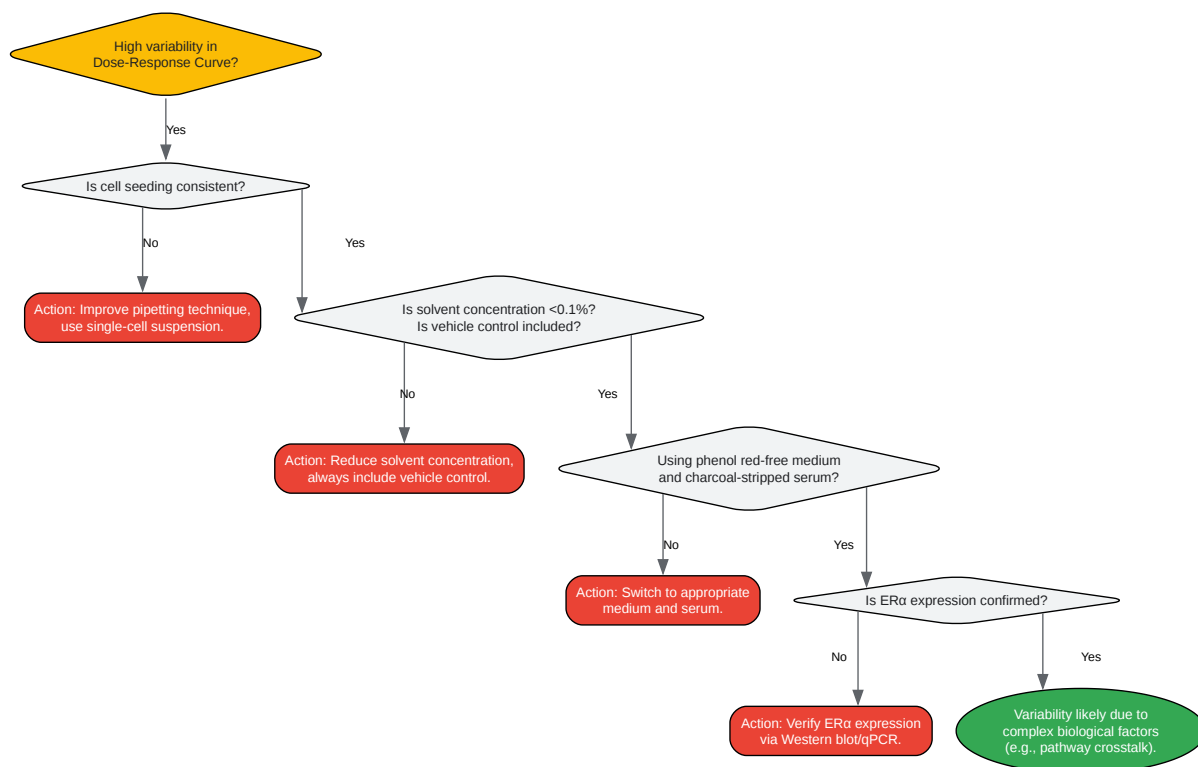 High variability in
Dose-Response Curve?
Yes
Is cell seeding consistent?
No
Yes
Action: Improve pipetting technique,
use single-cell suspension.
Is solvent concentration <0.1%?
Is vehicle control included?
No
Yes
Action: Reduce solvent concentration,
always include vehicle control.
Using phenol red-free medium
and charcoal-stripped serum?
No
Yes
Action: Switch to appropriate
medium and serum.
Is ERα expression confirmed?
No
Yes
Action: Verify ERα expression
via Western blot/qPCR.
Variability likely due to
complex biological factors
(e.g., pathway crosstalk).